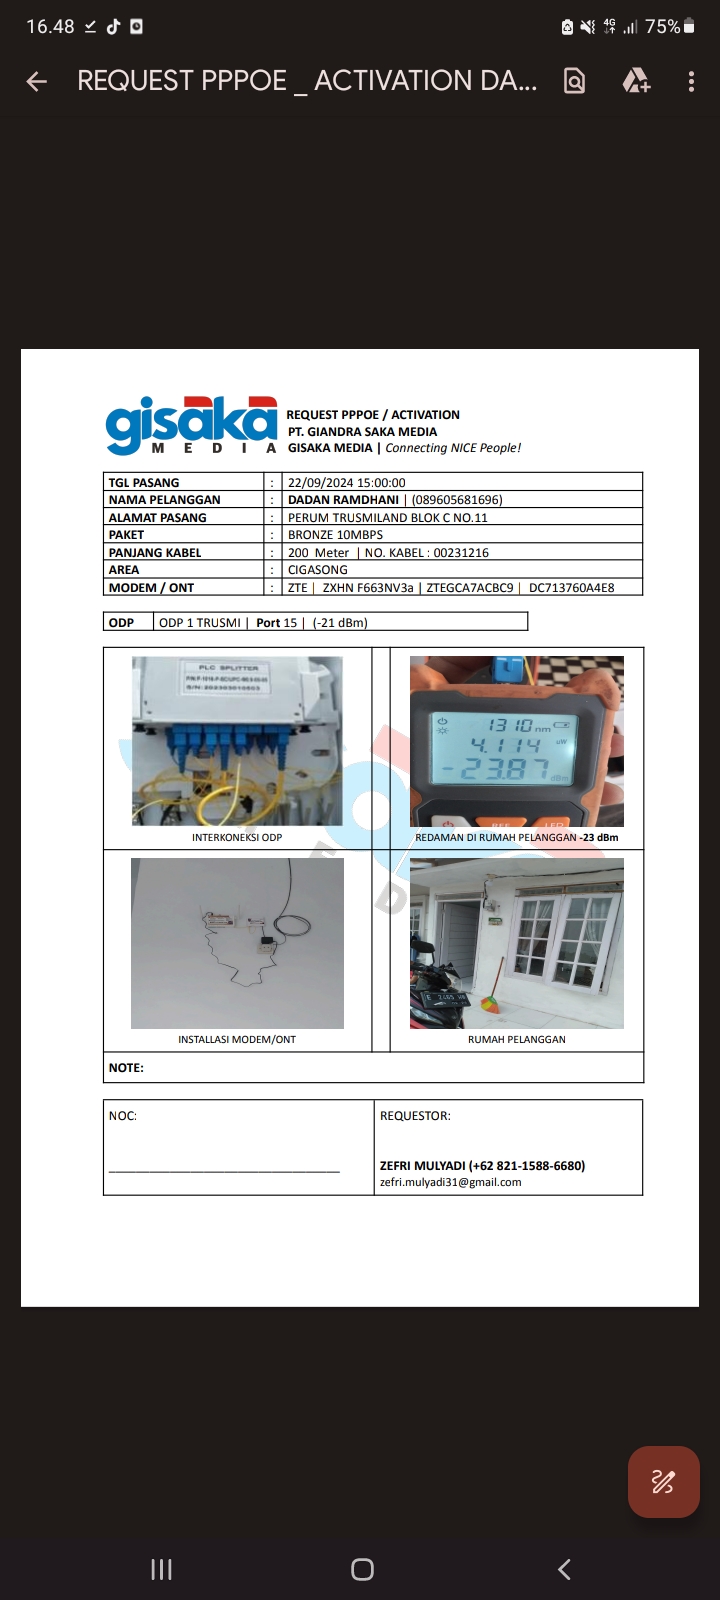 16.48
4G
75%
REQUEST PPPOE _ ACTIVATION DA...
gisaka
MEDIA
REQUEST PPPOE / ACTIVATION
PT. GIANDRA SAKA MEDIA
GISAKA MEDIA | Connecting NICE People!
TGL PASANG : 22/09/2024 15:00:00
NAMA PELANGGAN : DADAN RAMDHANI | (089605681696)
ALAMAT PASANG : PERUM TRUSMILAND BLOK C NO.11
PAKET : BRONZE 10MBPS
PANJANG KABEL : 200 Meter | NO. KABEL : 00231216
AREA : CIGASONG
MODEM / ONT : ZTE | ZXHN F663NV3a | ZTEGCA7ACBC9 | DC713760A4E8
ODP ODP 1 TRUSMI | Port 15 | (-21 dBm)
PLC SPLITTER
1310 nm
4.114 uW
-23.87 dBm
REF LED
INTERKONEKSI ODP
REDAMAN DI RUMAH PELANGGAN -23 dBm
INSTALLASI MODEM/ONT
RUMAH PELANGGAN
NOTE:
NOC:
REQUESTOR:
ZEFRI MULYADI (+62 821-1588-6680)
zefri.mulyadi31@gmail.com